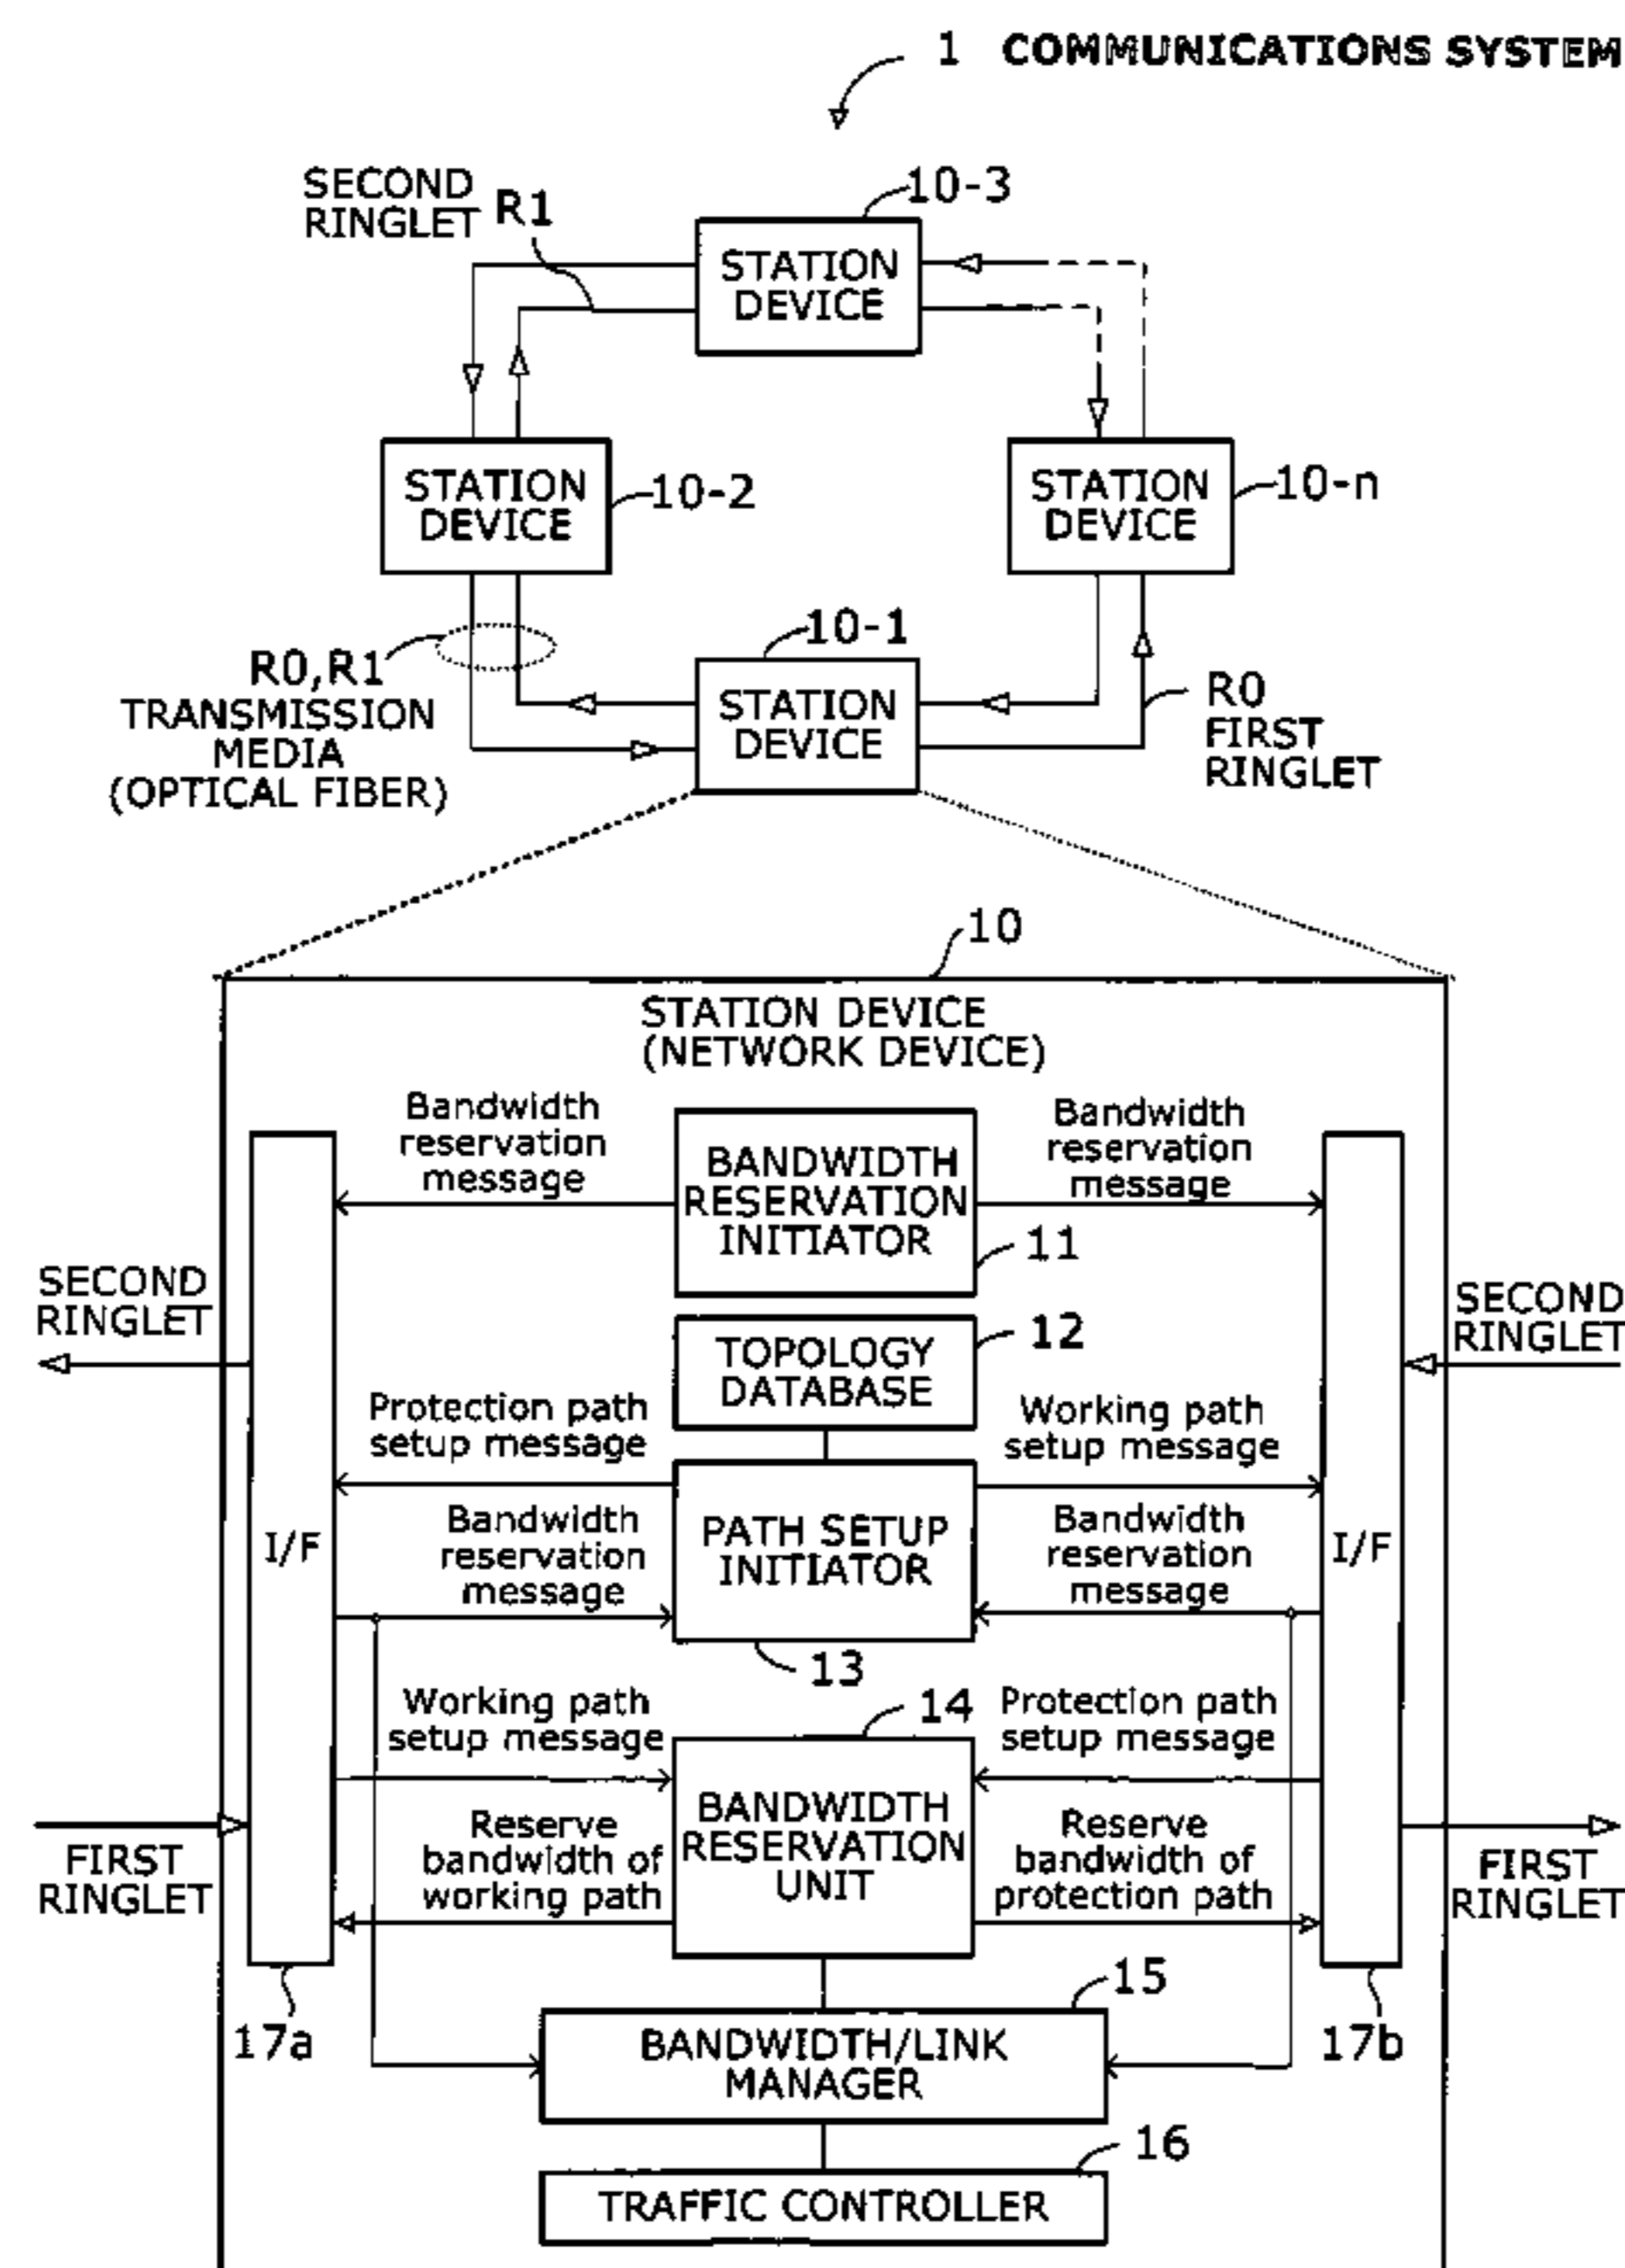 1 COMMUNICATIONS SYSTEM
SECOND
RINGLET
R1
10-3
STATION
DEVICE
STATION
DEVICE
10-2
STATION
DEVICE
10-n
10-1
R0,R1
TRANSMISSION
MEDIA
(OPTICAL FIBER)
STATION
DEVICE
R0
FIRST
RINGLET
10
STATION DEVICE
(NETWORK DEVICE)
Bandwidth
reservation
message
BANDWIDTH
RESERVATION
INITIATOR
11
Bandwidth
reservation
message
SECOND
RINGLET
SECOND
RINGLET
TOPOLOGY
DATABASE
12
Protection path
setup message
Working path
setup message
I/F
Bandwidth
reservation
message
PATH SETUP
INITIATOR
13
Bandwidth
reservation
message
I/F
Working path
setup message
14
Protection path
setup message
BANDWIDTH
RESERVATION
UNIT
Reserve
bandwidth of
working path
Reserve
bandwidth of
protection path
FIRST
RINGLET
FIRST
RINGLET
17a
15
17b
BANDWIDTH/LINK
MANAGER
16
TRAFFIC CONTROLLER